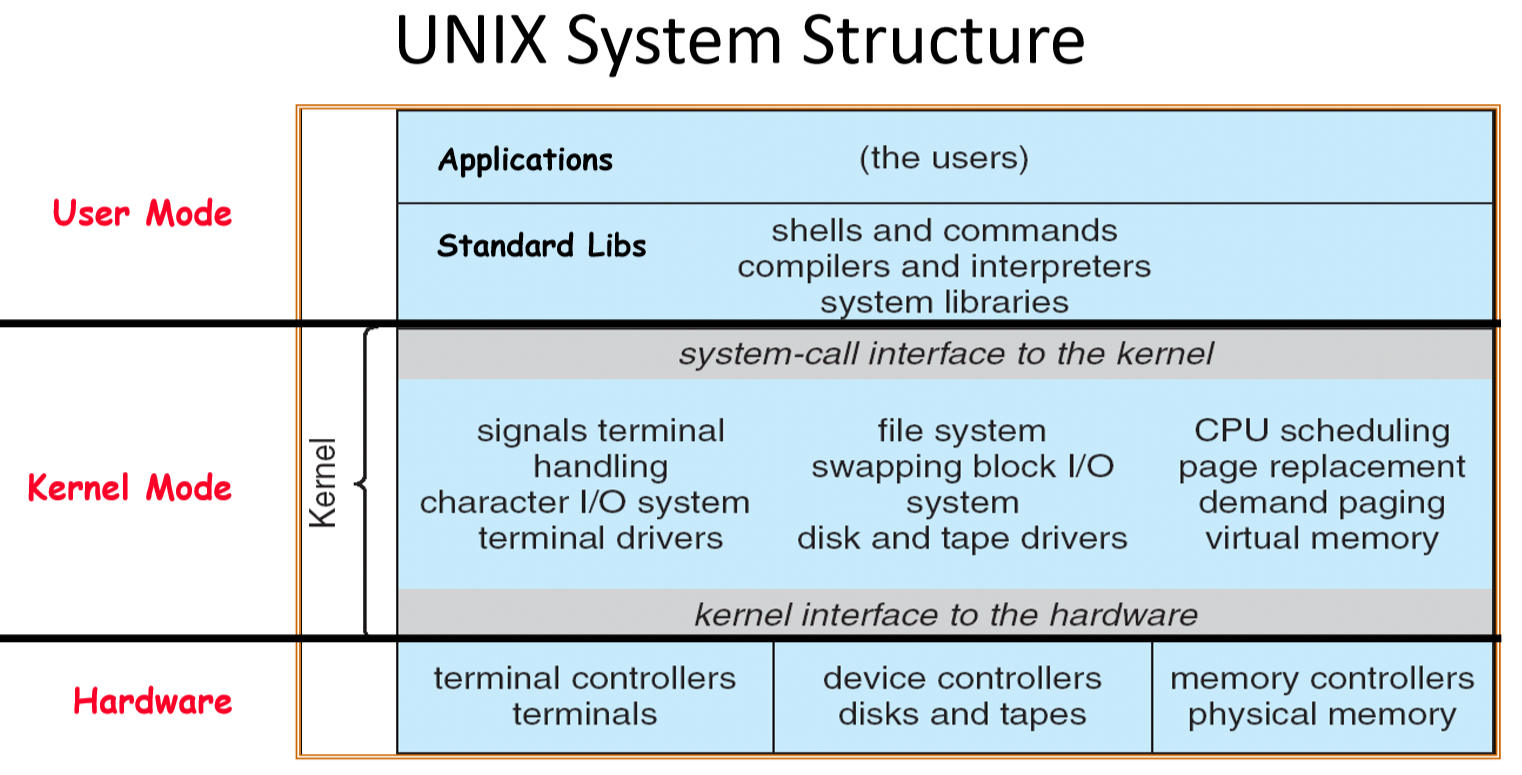 UNIX System Structure
User Mode
Applications
(the users)
Standard Libs
shells and commands
compilers and interpreters
system libraries
Kernel Mode
Kernel
system-call interface to the kernel
signals terminal
handling
character I/O system
terminal drivers
file system
swapping block I/O
system
disk and tape drivers
CPU scheduling
page replacement
demand paging
virtual memory
kernel interface to the hardware
Hardware
terminal controllers
terminals
device controllers
disks and tapes
memory controllers
physical memory